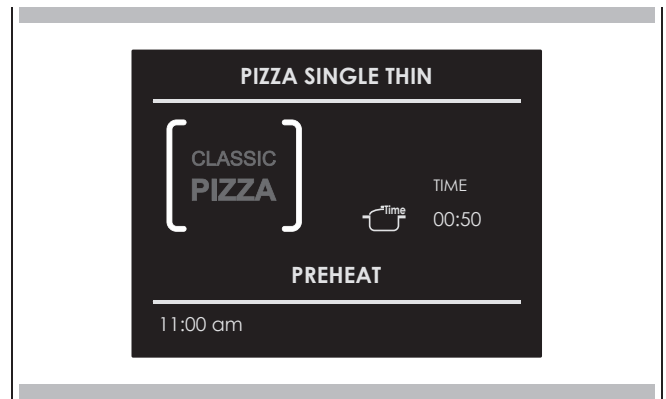 PIZZA SINGLE THIN
CLASSIC
PIZZA
TIME
Time
00:50
PREHEAT
11:00 am